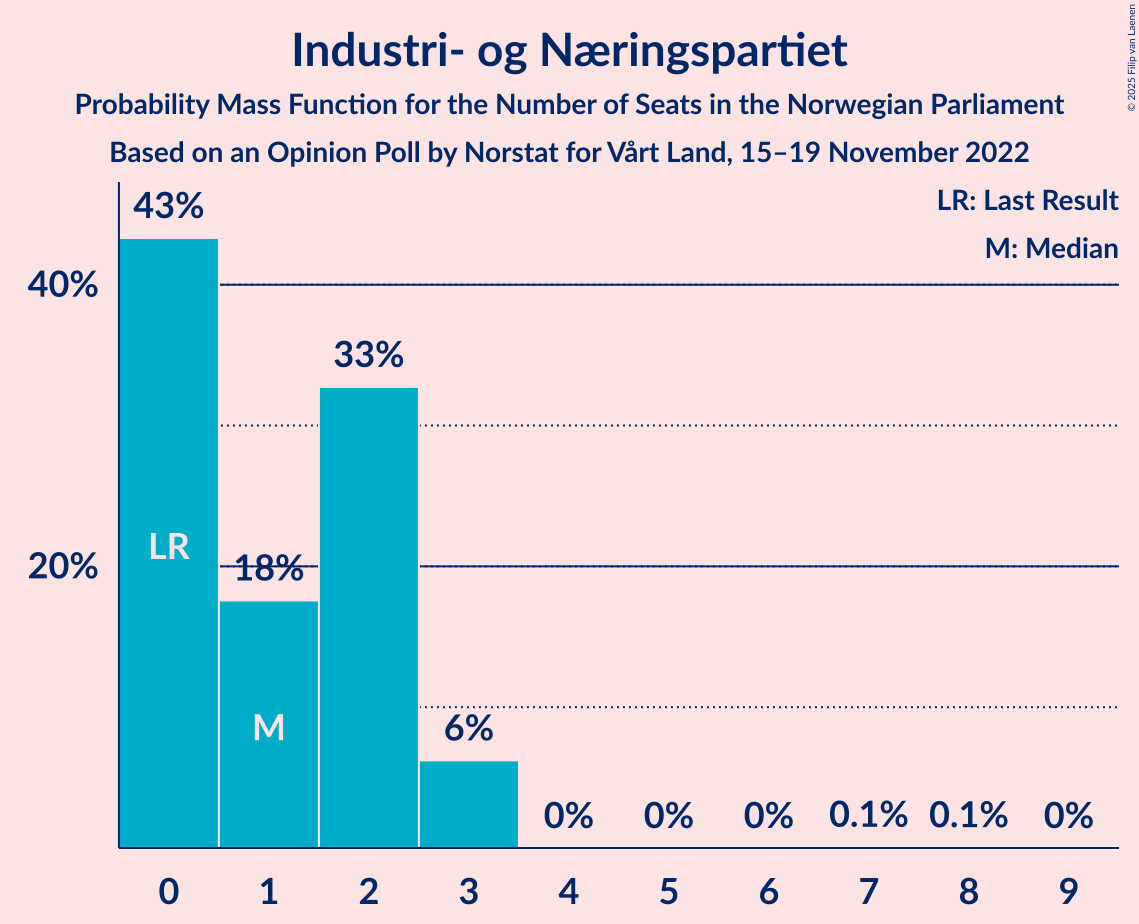 Industri- og Næringspartiet
Probability Mass Function for the Number of Seats in the Norwegian Parliament
Based on an Opinion Poll by Norstat for Vårt Land, 15–19 November 2022
© 2025 Filip van Laenen
LR: Last Result
M: Median
43%
40%
33%
LR
20%
18%
M
6%
0%
0%
0%
0.1%
0.1%
0%
0 1 2 3 4 5 6 7 8 9